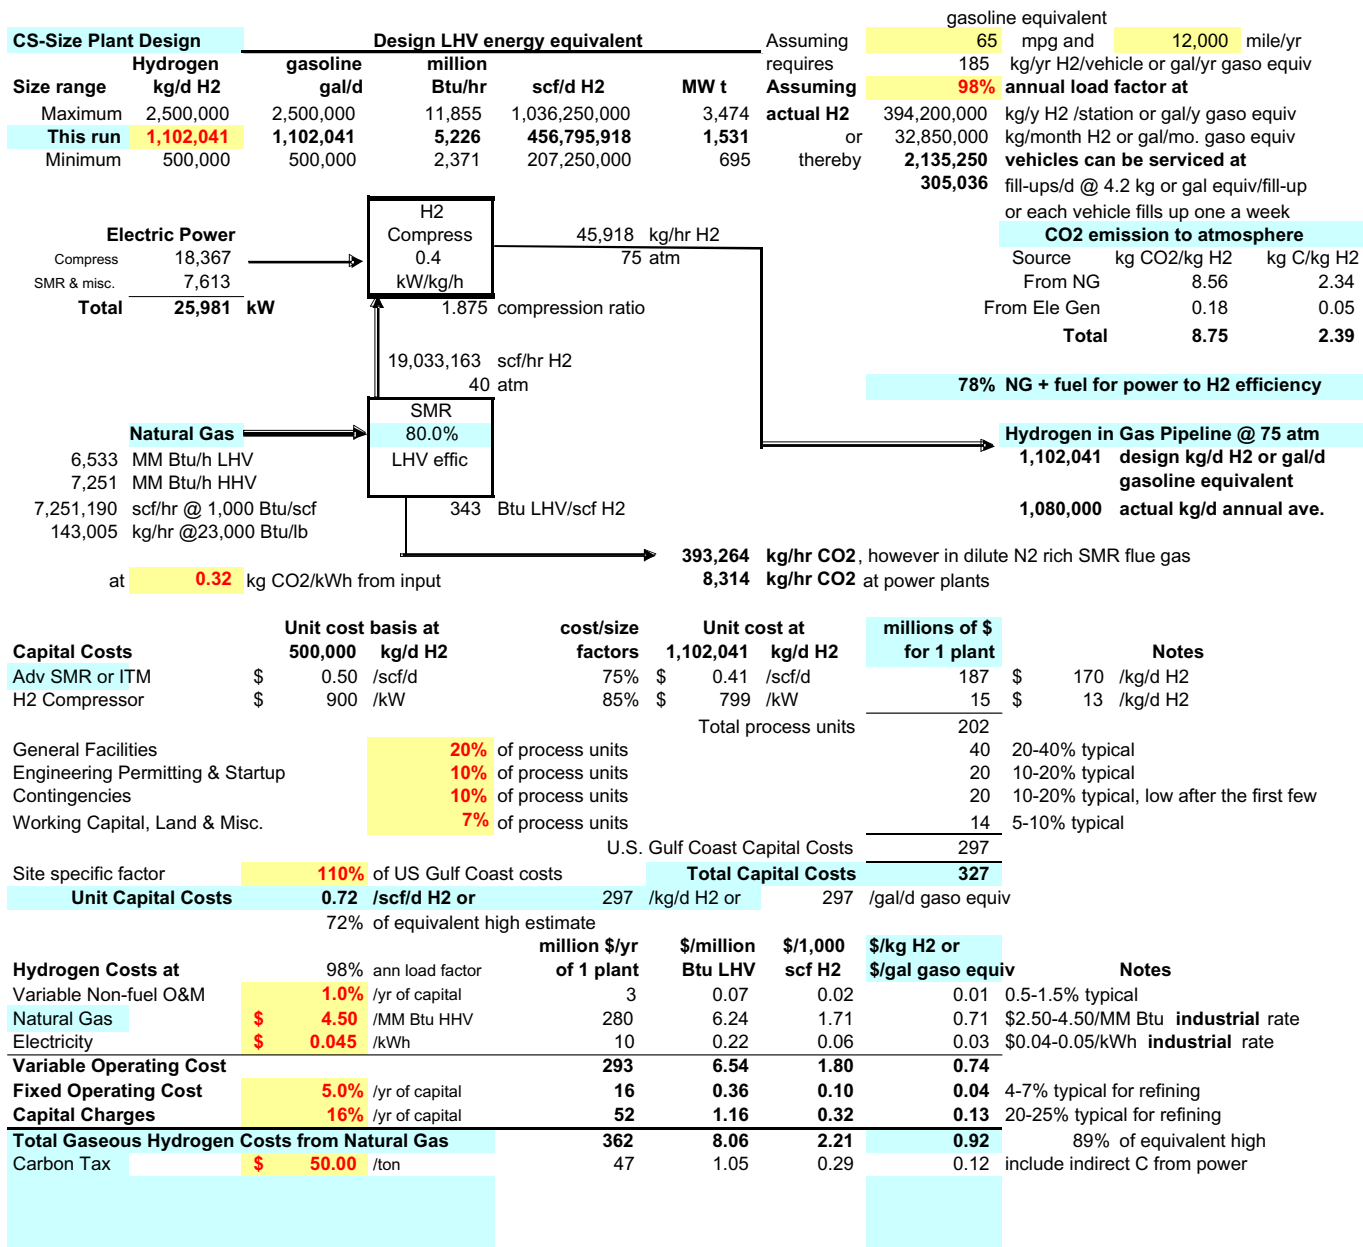 gasoline equivalent
CS-Size Plant Design Design LHV energy equivalent Assuming 65 mpg and 12,000 mile/yr
Hydrogen gasoline million requires 185 kg/yr H2/vehicle or gal/yr gaso equiv
Size range kg/d H2 gal/d Btu/hr scf/d H2 MW t Assuming 98% annual load factor at
Maximum 2,500,000 2,500,000 11,855 1,036,250,000 3,474 actual H2 394,200,000 kg/y H2 /station or gal/y gaso equiv
This run 1,102,041 1,102,041 5,226 456,795,918 1,531 or 32,850,000 kg/month H2 or gal/mo. gaso equiv
Minimum 500,000 500,000 2,371 207,250,000 695 thereby 2,135,250 vehicles can be serviced at
305,036 fill-ups/d @ 4.2 kg or gal equiv/fill-up
H2 or each vehicle fills up one a week
Electric Power Compress 45,918 kg/hr H2 CO2 emission to atmosphere
Compress 18,367 0.4 75 atm Source kg CO2/kg H2 kg C/kg H2
SMR & misc. 7,613 kW/kg/h From NG 8.56 2.34
Total 25,981 kW 1.875 compression ratio From Ele Gen 0.18 0.05
Total 8.75 2.39
19,033,163 scf/hr H2
40 atm 78% NG + fuel for power to H2 efficiency
SMR
Natural Gas 80.0% Hydrogen in Gas Pipeline @ 75 atm
6,533 MM Btu/h LHV LHV effic 1,102,041 design kg/d H2 or gal/d
7,251 MM Btu/h HHV gasoline equivalent
7,251,190 scf/hr @ 1,000 Btu/scf 343 Btu LHV/scf H2 1,080,000 actual kg/d annual ave.
143,005 kg/hr @23,000 Btu/lb
393,264 kg/hr CO2, however in dilute N2 rich SMR flue gas
at 0.32 kg CO2/kWh from input 8,314 kg/hr CO2 at power plants
Unit cost basis at cost/size Unit cost at millions of $
Capital Costs 500,000 kg/d H2 factors 1,102,041 kg/d H2 for 1 plant Notes
Adv SMR or ITM $ 0.50 /scf/d 75% $ 0.41 /scf/d 187 $ 170 /kg/d H2
H2 Compressor $ 900 /kW 85% $ 799 /kW 15 $ 13 /kg/d H2
Total process units 202
General Facilities 20% of process units 40 20-40% typical
Engineering Permitting & Startup 10% of process units 20 10-20% typical
Contingencies 10% of process units 20 10-20% typical, low after the first few
Working Capital, Land & Misc. 7% of process units 14 5-10% typical
U.S. Gulf Coast Capital Costs 297
Site specific factor 110% of US Gulf Coast costs Total Capital Costs 327
Unit Capital Costs 0.72 /scf/d H2 or 297 /kg/d H2 or 297 /gal/d gaso equiv
72% of equivalent high estimate
million $/yr $/million $/1,000 $/kg H2 or
Hydrogen Costs at 98% ann load factor of 1 plant Btu LHV scf H2 $/gal gaso equiv Notes
Variable Non-fuel O&M 1.0% /yr of capital 3 0.07 0.02 0.01 0.5-1.5% typical
Natural Gas $ 4.50 /MM Btu HHV 280 6.24 1.71 0.71 $2.50-4.50/MM Btu industrial rate
Electricity $ 0.045 /kWh 10 0.22 0.06 0.03 $0.04-0.05/kWh industrial rate
Variable Operating Cost 293 6.54 1.80 0.74
Fixed Operating Cost 5.0% /yr of capital 16 0.36 0.10 0.04 4-7% typical for refining
Capital Charges 16% /yr of capital 52 1.16 0.32 0.13 20-25% typical for refining
Total Gaseous Hydrogen Costs from Natural Gas 362 8.06 2.21 0.92 89% of equivalent high
Carbon Tax $ 50.00 /ton 47 1.05 0.29 0.12 include indirect C from power